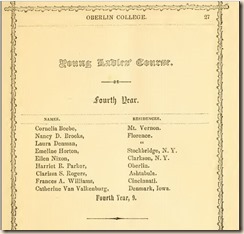 OBERLIN COLLEGE. 27
Young Ladies' Course.
Fourth Year.
NAMES. RESIDENCES.
Cornelia Beebe, Mt. Vernon.
Nancy D. Brooks, Florence.
Laura Denman, "
Emeline Horton, Stockbridge, N. Y.
Ellen Nixon, Clarkson, N. Y.
Harriet E. Parker, Oberlin.
Clarissa S. Rogers, Ashtabula.
Frances A. Williams, Cincinnati.
Catherine Van Valkenburg, Denmark, Iowa.
Fourth Year, 9.